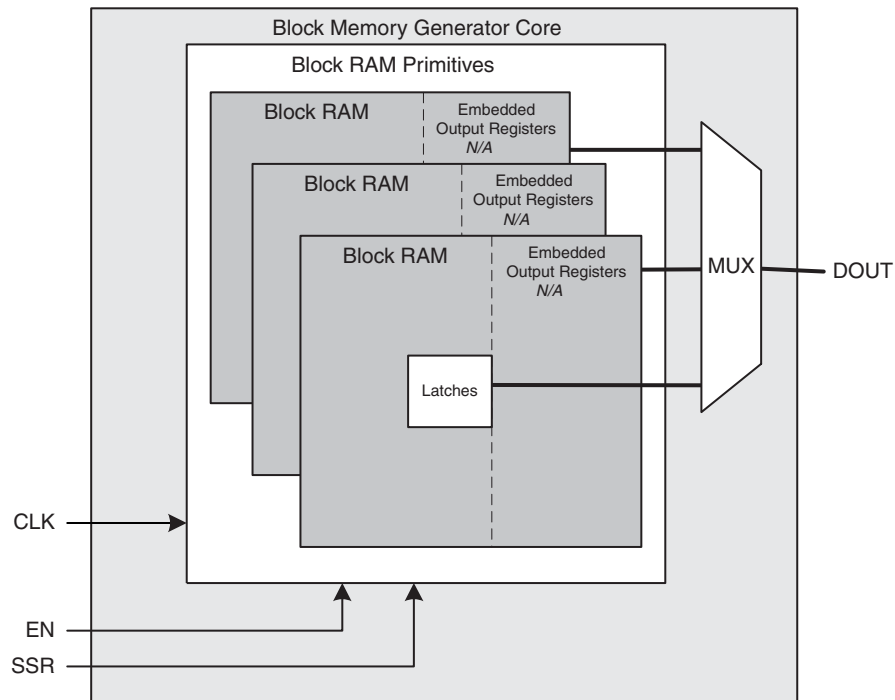 Block Memory Generator Core
Block RAM Primitives
Block RAM
Embedded
Output Registers
N/A
Block RAM
Embedded
Output Registers
N/A
Block RAM
Embedded
Output Registers
N/A
MUX
DOUT
Latches
CLK
EN
SSR